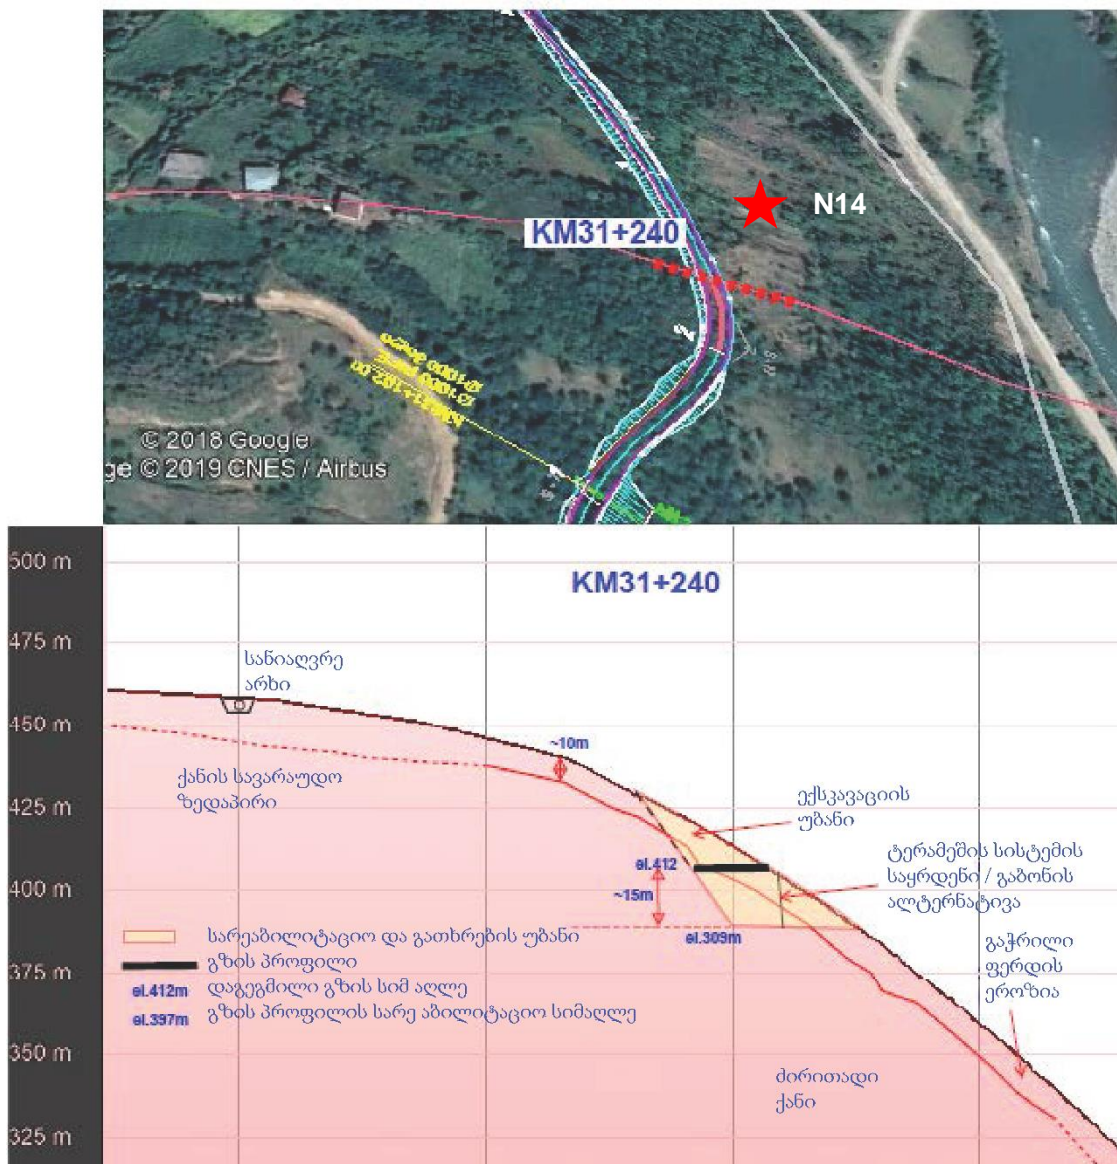 N14
KM31+240
© 2018 Google
ge © 2019 CNES / Airbus
500 m
KM31+240
475 m
სანიაღვრე
არხი
450 m
~10m
ქანის სავარაუდო
ზედაპირი
ექსკავაციის
უბანი
425 m
el.412
ტერამეშის სისტემის
საყრდენი / გაბონის
ალტერნატივა
400 m
~15m
el.309m
სარეაბილიტაციო და გათხრების უბანი
გზის პროფილი
გაჭრილი
ფერდის
ეროზია
375 m
el.412m დაგეგმილი გზის სიმ აღლე
el.397m გზის პროფილის სარე აბილიტაციო სიმაღლე
350 m
ძირითადი
ქანი
325 m